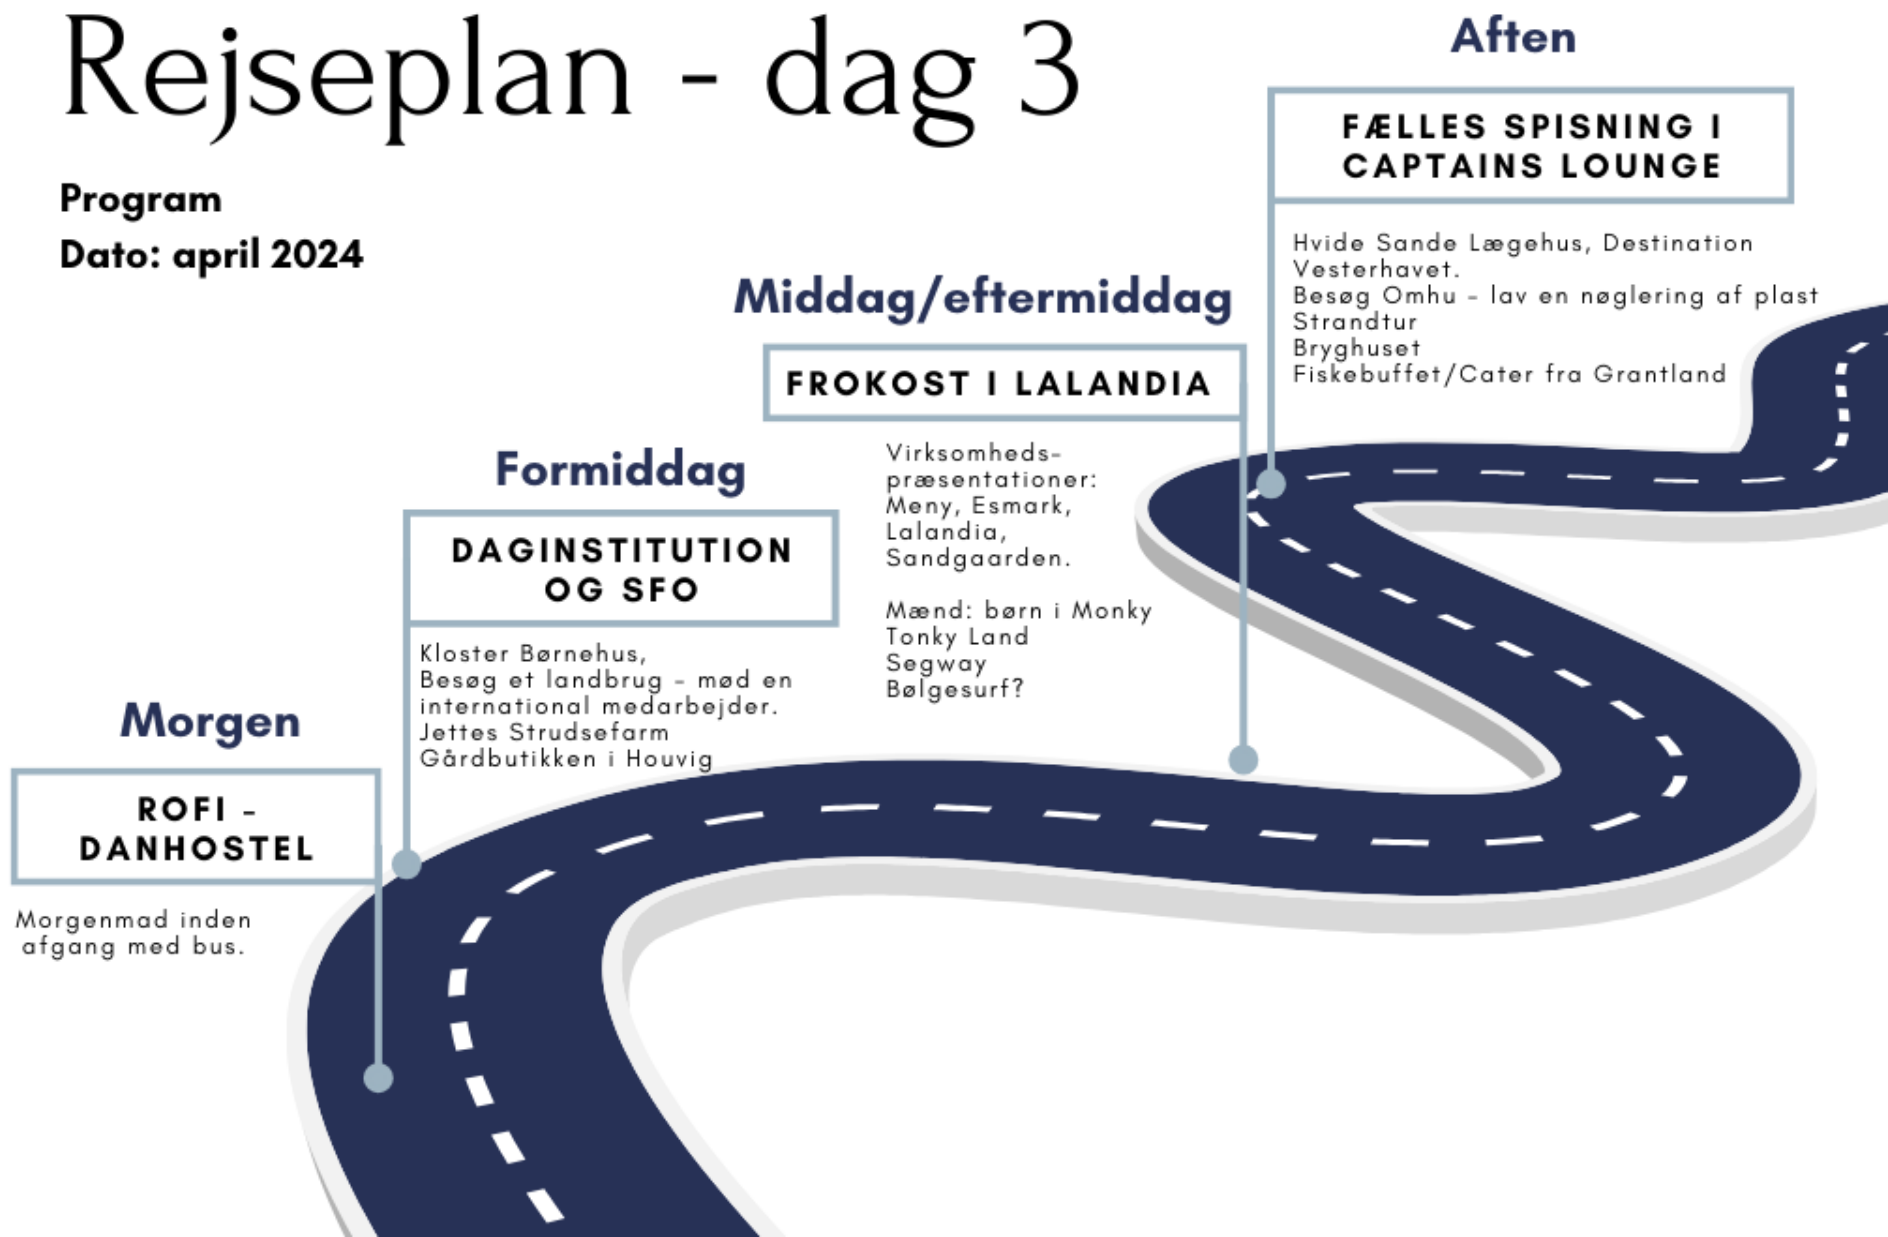 Rejseplan - dag 3
Program
Dato: april 2024
Morgen
ROFI -
DANHOSTEL
Morgenmad inden
afgang med bus.
Formiddag
DAGINSTITUTION
OG SFO
Kloster Børnehus,
Besøg et landbrug - mød en
international medarbejder.
Jettes Strudsefarm
Gårdbutikken i Houvig
Middag/eftermiddag
FROKOST I LALANDIA
Virksomheds-
præsentationer:
Meny, Esmark,
Lalandia,
Sandgaarden.
Mænd: børn i Monky
Tonky Land
Segway
Bølgesurf?
Aften
FÆLLES SPISNING I
CAPTAINS LOUNGE
Hvide Sande Lægehus, Destination
Vesterhavet.
Besøg Omhu - lav en nøglering af plast
Strandtur
Bryghuset
Fiskebuffet/Cater fra Grantland